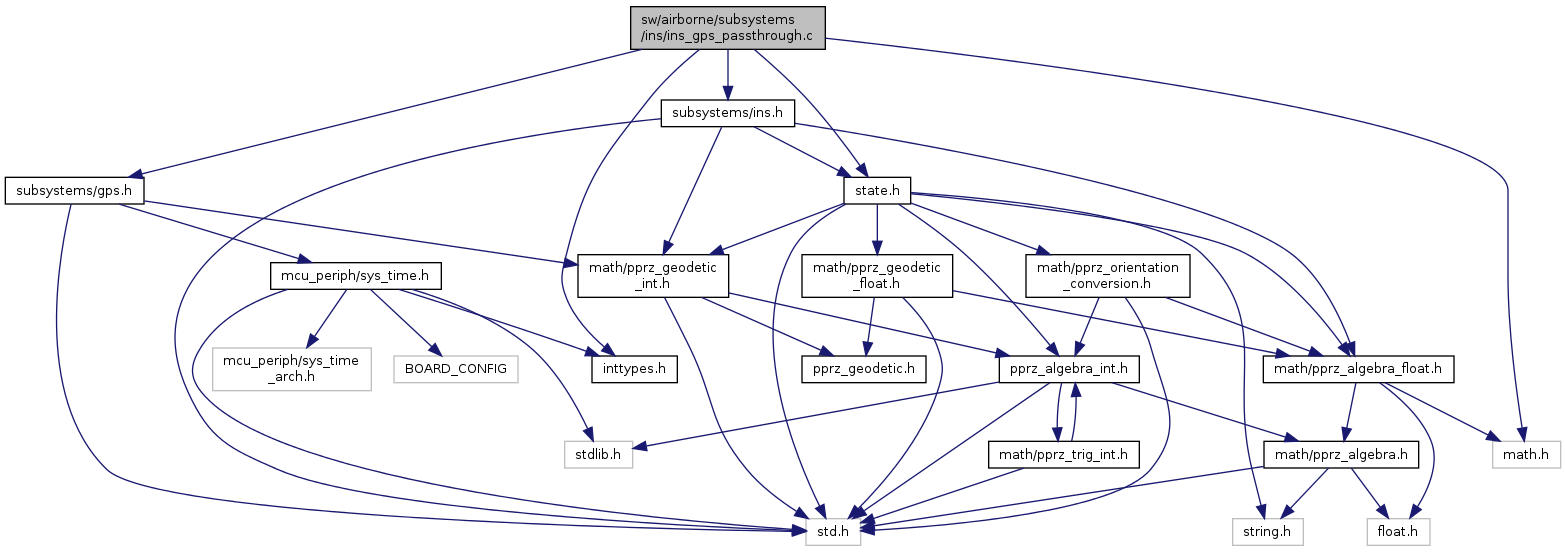 sw/airborne/subsystems
/ins/ins_gps_passthrough.c
subsystems/ins.h
subsystems/gps.h
state.h
mcu_periph/sys_time.h
math/pprz_geodetic
_int.h
math/pprz_geodetic
_float.h
math/pprz_orientation
_conversion.h
mcu_periph/sys_time
_arch.h
BOARD_CONFIG
inttypes.h
pprz_geodetic.h
pprz_algebra_int.h
math/pprz_algebra_float.h
stdlib.h
math/pprz_trig_int.h
math/pprz_algebra.h
math.h
std.h
string.h
float.h